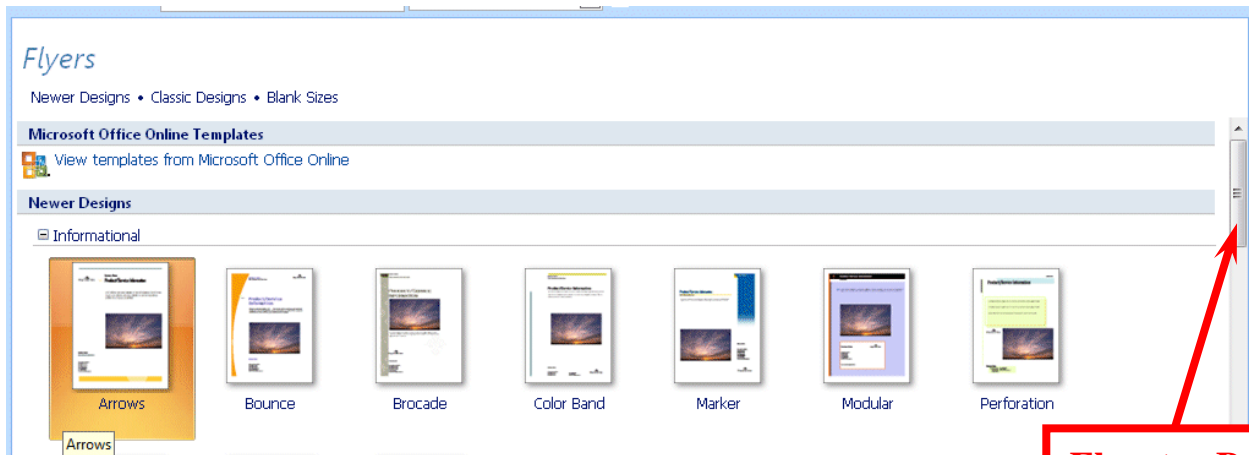 Flyers
Newer Designs • Classic Designs • Blank Sizes
Microsoft Office Online Templates
View templates from Microsoft Office Online
Newer Designs
Informational
Arrows Bounce Brocade Color Band Marker Modular Perforation
Arrows